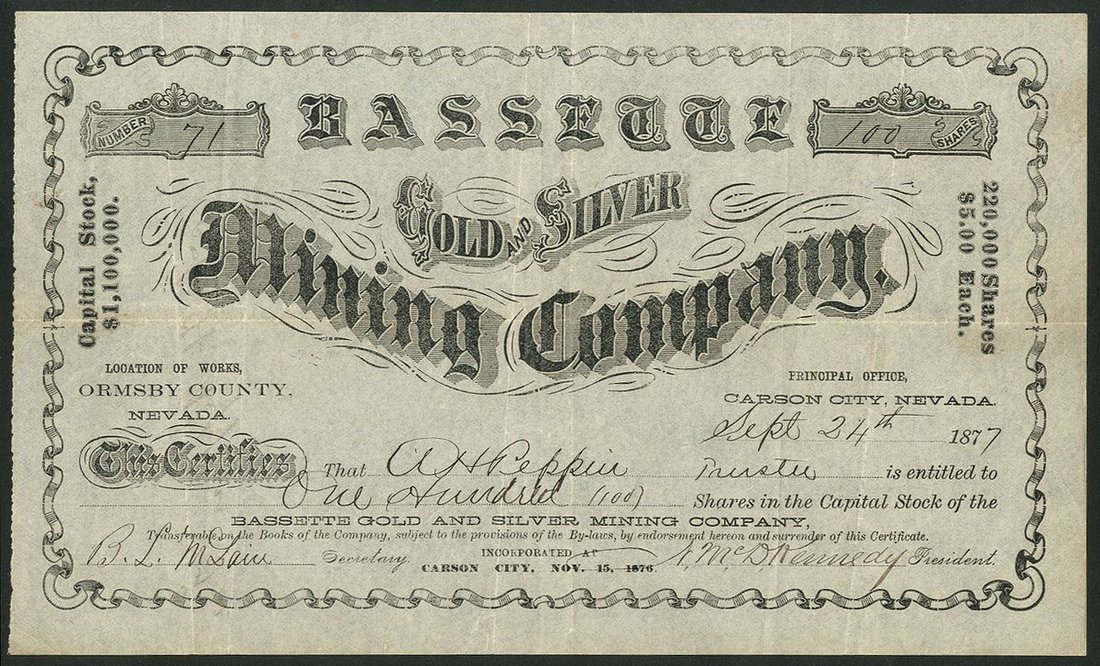 BASSETTE
NUMBER 71
100 SHARES
GOLD AND SILVER
Mining Company.
Capital Stock,
$1,100,000.
220,000 Shares
$5.00 Each.
LOCATION OF WORKS,
ORMSBY COUNTY,
NEVADA.
PRINCIPAL OFFICE,
CARSON CITY, NEVADA.
Sept 24th 1877
This Certifies That A H Peppin Trustee is entitled to
One Hundred (100) Shares in the Capital Stock of the
BASSETTE GOLD AND SILVER MINING COMPANY,
Transferable on the Books of the Company, subject to the provisions of the By-laws, by endorsement hereon and surrender of this Certificate.
B. L. McLain Secretary. INCORPORATED AT McD Kennedy President.
CARSON CITY, NOV. 15, 1876.